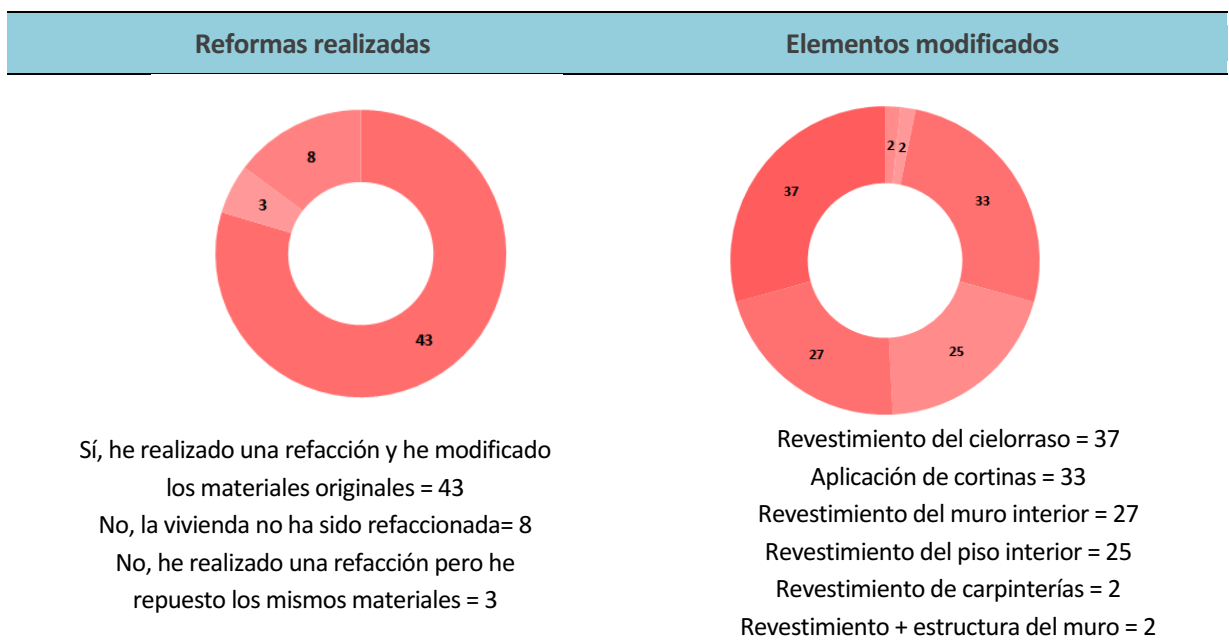 Reformas realizadas
Elementos modificados
8
3
43
2 2
37
33
27
25
Sí, he realizado una refacción y he modificado
los materiales originales = 43
No, la vivienda no ha sido refaccionada= 8
No, he realizado una refacción pero he
repuesto los mismos materiales = 3
Revestimiento del cielorraso = 37
Aplicación de cortinas = 33
Revestimiento del muro interior = 27
Revestimiento del piso interior = 25
Revestimiento de carpinterías = 2
Revestimiento + estructura del muro = 2